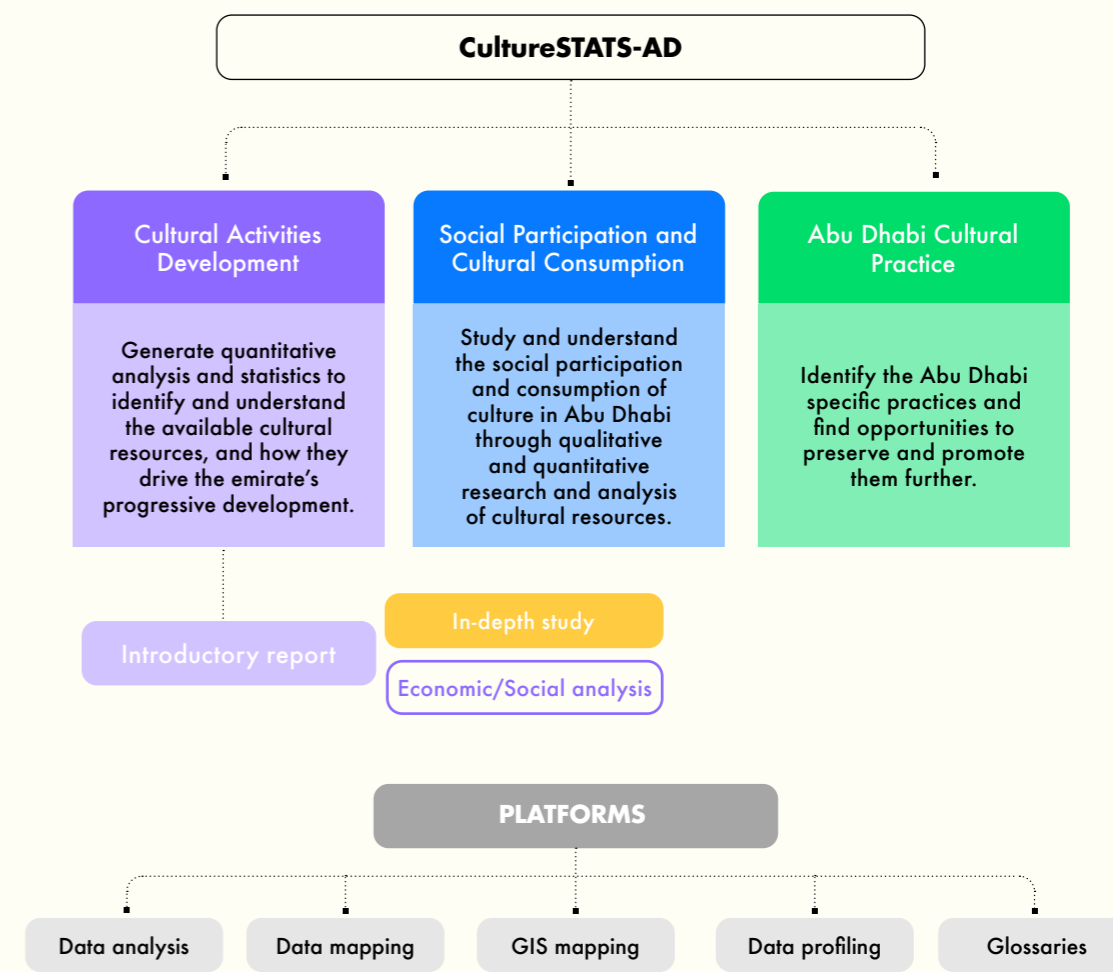 CultureSTATS-AD
Cultural Activities
Development
Generate quantitative
analysis and statistics to
identify and understand
the available cultural
resources, and how they
drive the emirate's
progressive development.
Social Participation and
Cultural Consumption
Study and understand
the social participation
and consumption of
culture in Abu Dhabi
through qualitative
and quantitative
research and analysis
of cultural resources.
Abu Dhabi Cultural
Practice
Identify the Abu Dhabi
specific practices and
find opportunities to
preserve and promote
them further.
Introductory report
In-depth study
Economic/Social analysis
PLATFORMS
Data analysis
Data mapping
GIS mapping
Data profiling
Glossaries